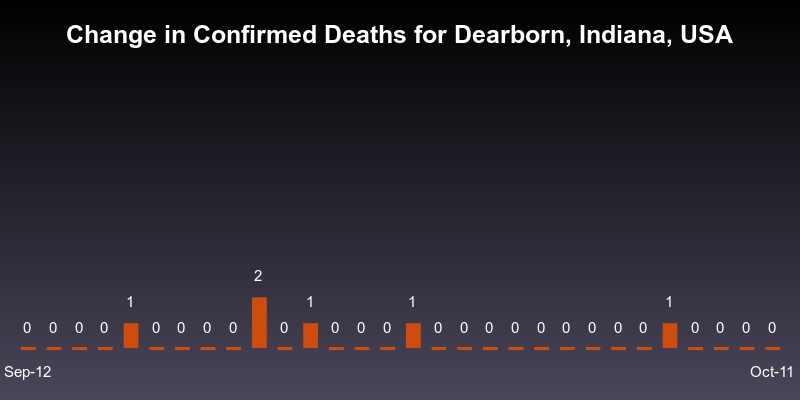 Change in Confirmed Deaths for Dearborn, Indiana, USA
2
1 1 1 1
0 0 0 0 0 0 0 0 0 0 0 0 0 0 0 0 0 0 0 0 0 0 0 0 0
Sep-12 Oct-11